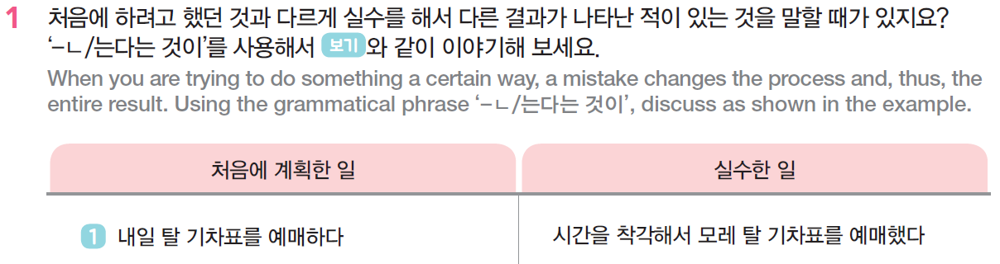 1 처음에 하려고 했던 것과 다르게 실수를 해서 다른 결과가 나타난 적이 있는 것을 말할 때가 있지요?
‘–ㄴ/는다는 것이’를 사용해서 보기와 같이 이야기해 보세요.
When you are trying to do something a certain way, a mistake changes the process and, thus, the
entire result. Using the grammatical phrase ‘–ㄴ/는다는 것이’, discuss as shown in the example.
처음에 계획한 일 실수한 일
1 내일 탈 기차표를 예매하다 시간을 착각해서 모레 탈 기차표를 예매했다